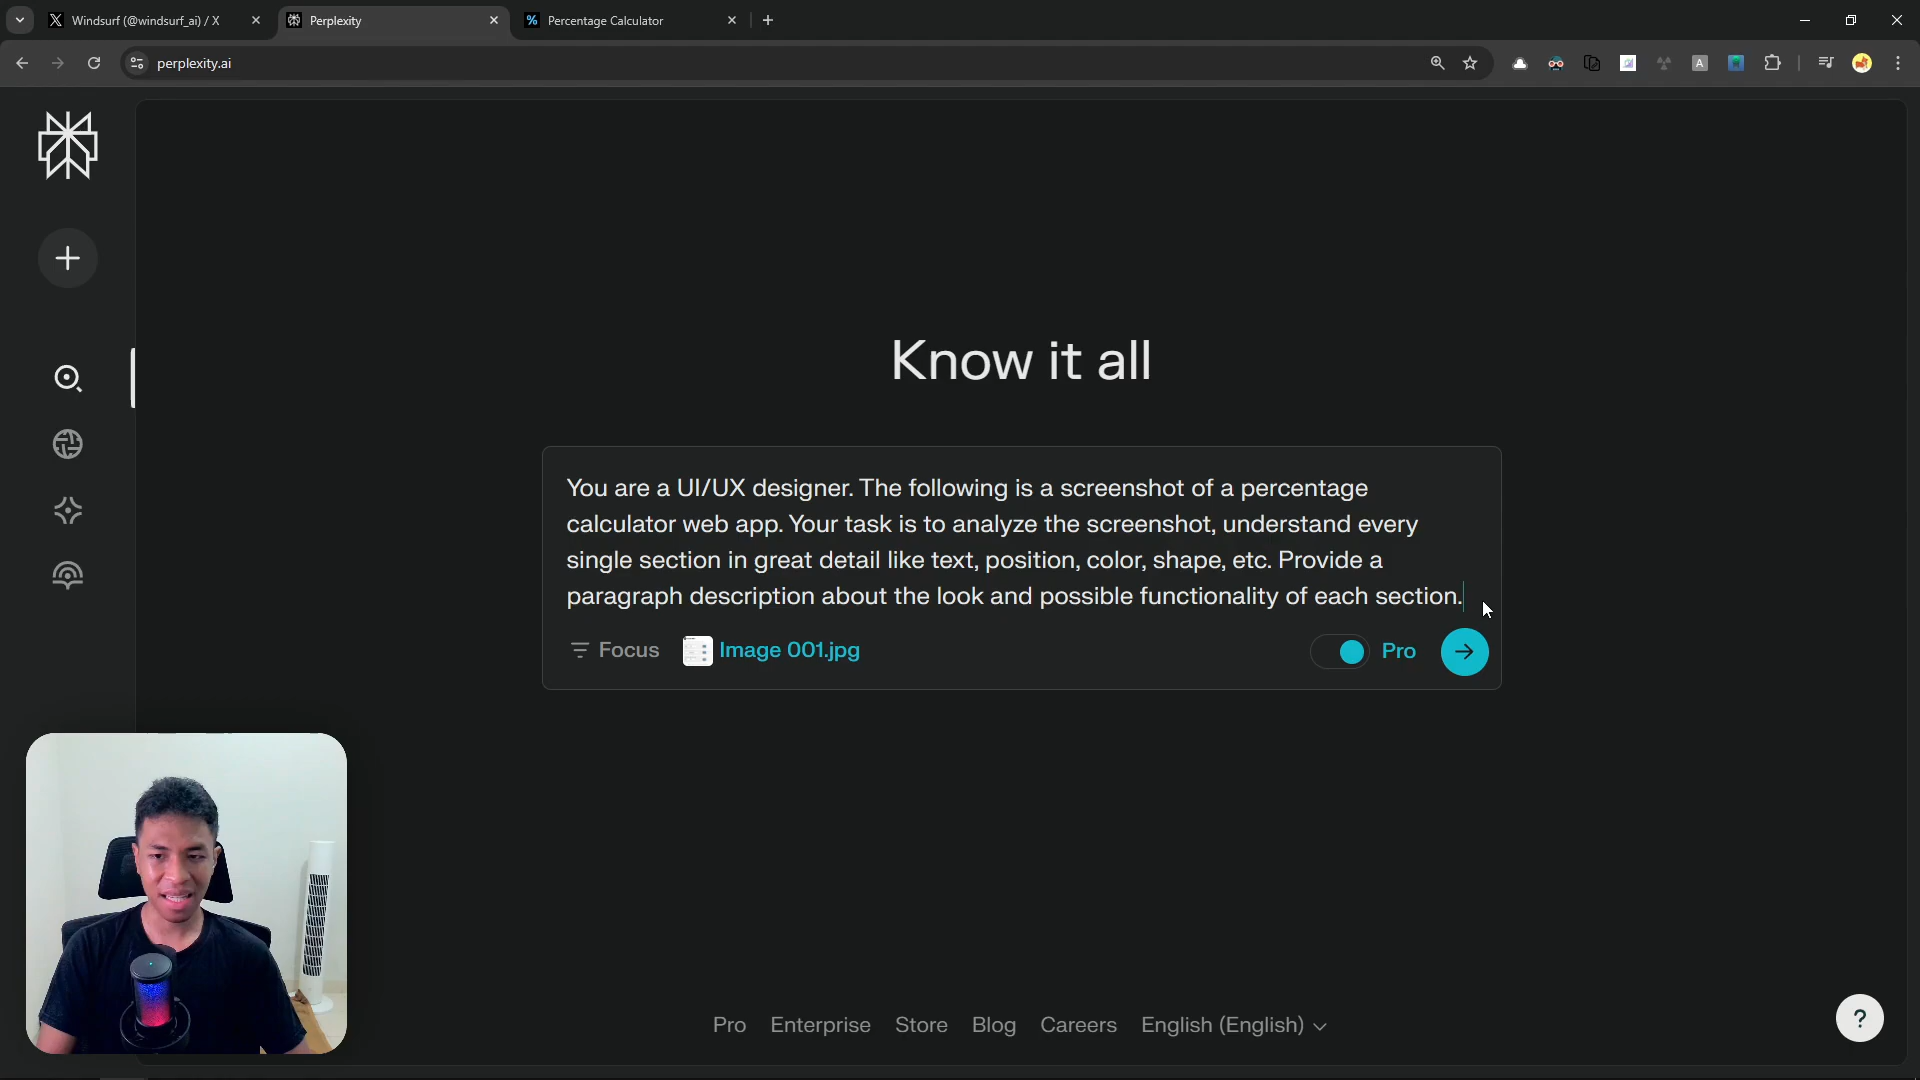 Windsurf (@windsurf_ai) / X
Perplexity
% Percentage Calculator
perplexity.ai
A
Know it all
You are a UI/UX designer. The following is a screenshot of a percentage
calculator web app. Your task is to analyze the screenshot, understand every
single section in great detail like text, position, color, shape, etc. Provide a
paragraph description about the look and possible functionality of each section.
Focus Image 001.jpg Pro
Pro Enterprise Store Blog Careers English (English)
?